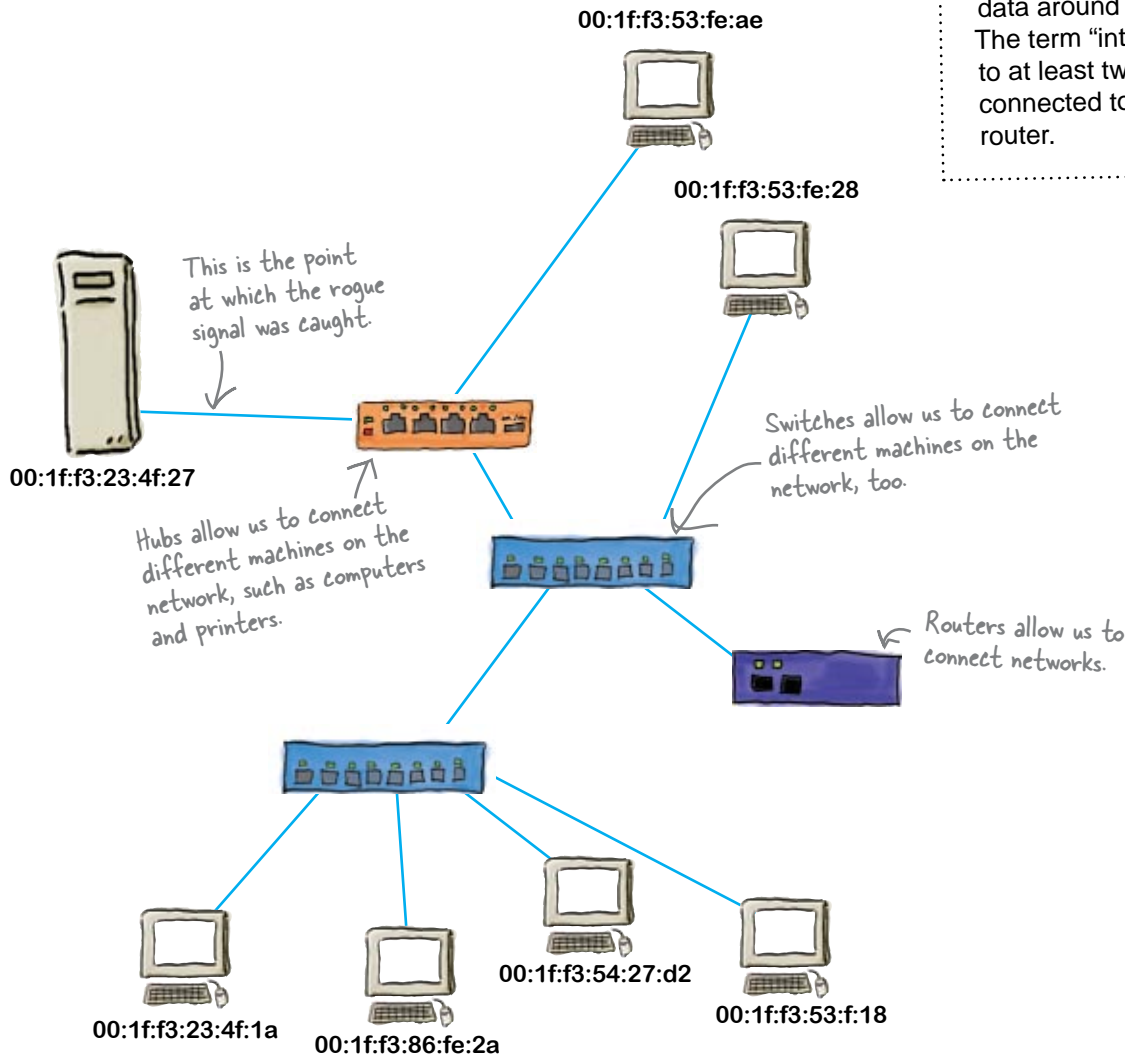 00:1f:f3:53:fe:ae
data around
The term “int
to at least tw
connected to
router.
00:1f:f3:53:fe:28
This is the point
at which the rogue
signal was caught.
00:1f:f3:23:4f:27
Switches allow us to connect
different machines on the
network, too.
Hubs allow us to connect
different machines on the
network, such as computers
and printers.
Routers allow us to
connect networks.
00:1f:f3:54:27:d2
00:1f:f3:53:f:18
00:1f:f3:23:4f:1a
00:1f:f3:86:fe:2a